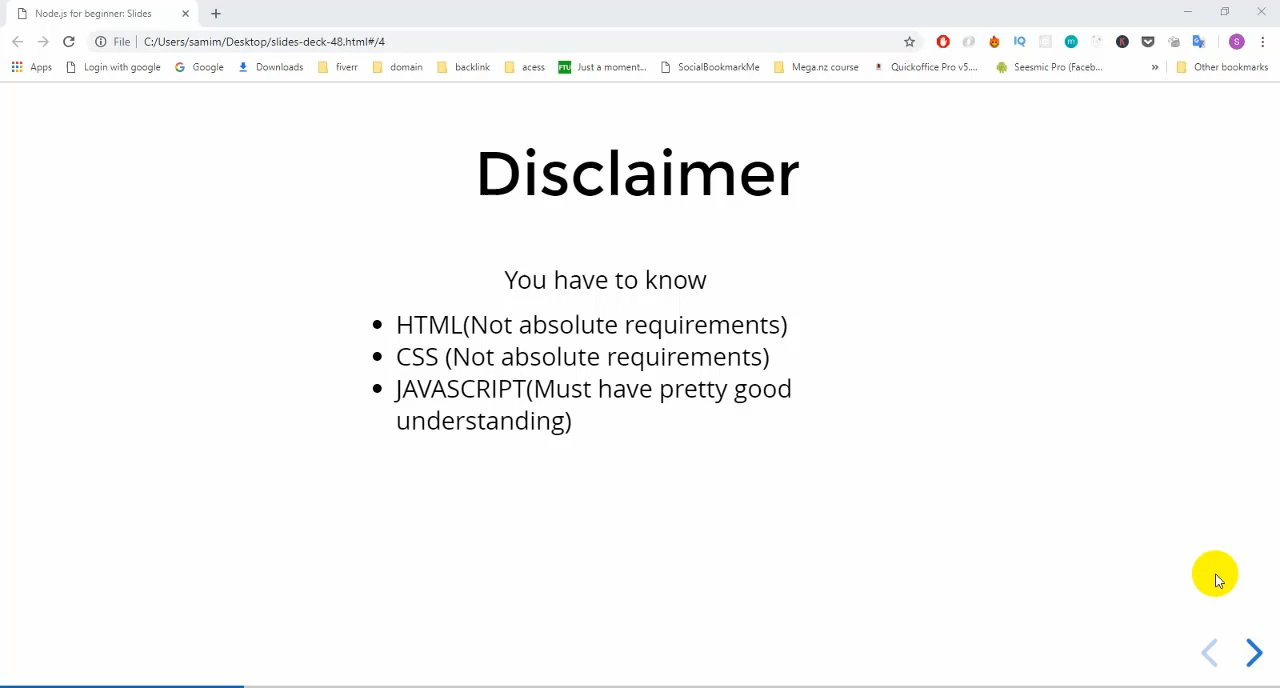 Node.js for beginner: Slides
File
C:/Users/samim/Desktop/slides-deck-48.html#/4
IQ
m
K
S
Apps
Login with google
Google
Downloads
fiverr
domain
backlink
acess
FTU
Just a moment...
SocialBookmarkMe
Mega.nz course
Quickoffice Pro v5....
Seesmic Pro (Faceb...
»
Other bookmarks
Disclaimer
You have to know
• HTML(Not absolute requirements)
• CSS (Not absolute requirements)
• JAVASCRIPT(Must have pretty good
understanding)